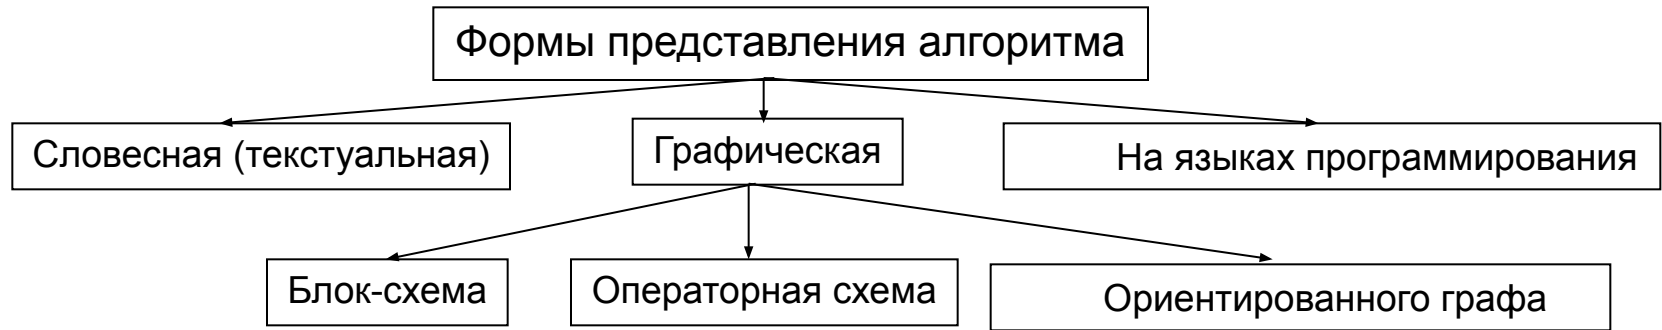 Формы представления алгоритма
Словесная (текстуальная)
Графическая
На языках программирования
Блок-схема
Операторная схема
Ориентированного графа